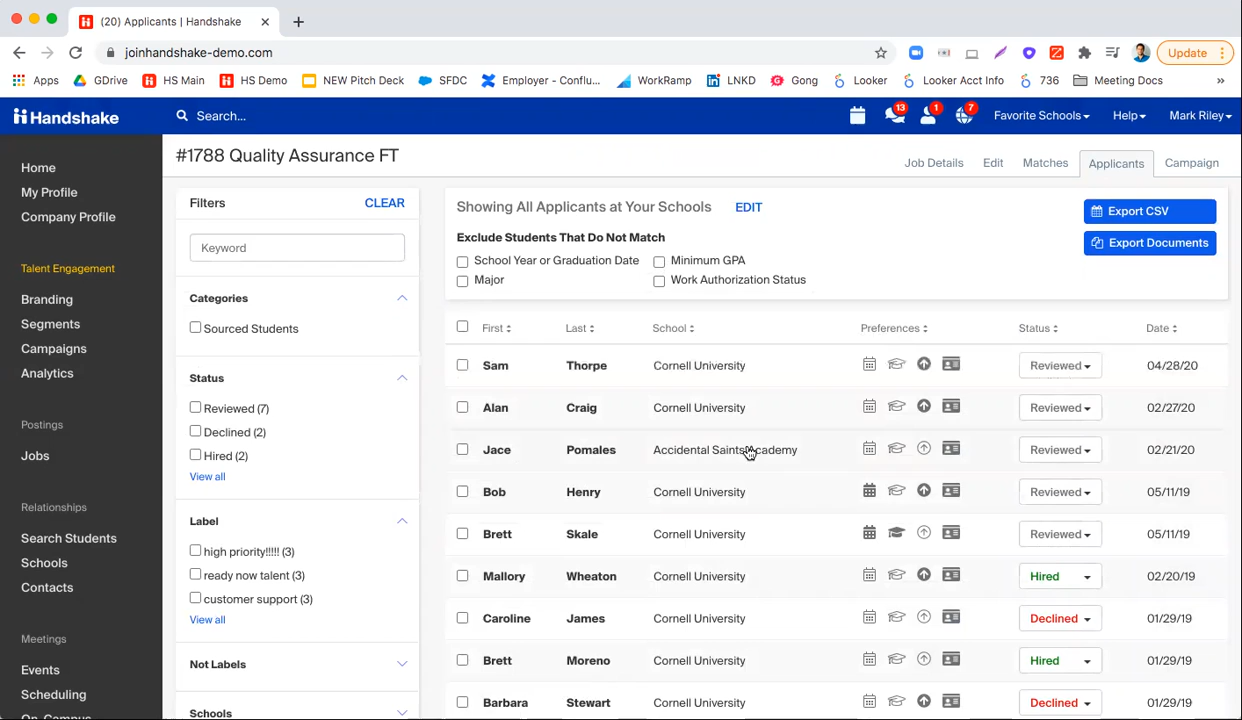 (20) Applicants | Handshake
joinhandshake-demo.com
Update
Apps GDrive HS Main HS Demo NEW Pitch Deck SFDC Employer - Conflu... WorkRamp LNKD Gong Looker Looker Acct Info 736 Meeting Docs »
Handshake Search... 13 1 7 Favorite Schools Help Mark Riley
Home
My Profile
Company Profile
Talent Engagement
Branding
Segments
Campaigns
Analytics
Postings
Jobs
Relationships
Search Students
Schools
Contacts
Meetings
Events
Scheduling
On-Campus
#1788 Quality Assurance FT
Job Details Edit Matches Applicants Campaign
Filters CLEAR
Keyword
Categories
Sourced Students
Status
Reviewed (7)
Declined (2)
Hired (2)
View all
Label
high priority!!!!! (3)
ready now talent (3)
customer support (3)
View all
Not Labels
Schools
Showing All Applicants at Your Schools EDIT
Exclude Students That Do Not Match
School Year or Graduation Date Minimum GPA
Major Work Authorization Status
Export CSV
Export Documents
First Last School Preferences Status Date
Sam Thorpe Cornell University Reviewed 04/28/20
Alan Craig Cornell University Reviewed 02/27/20
Jace Pomales Accidental Saints Academy Reviewed 02/21/20
Bob Henry Cornell University Reviewed 05/11/19
Brett Skale Cornell University Reviewed 05/11/19
Mallory Wheaton Cornell University Hired 02/20/19
Caroline James Cornell University Declined 01/29/19
Brett Moreno Cornell University Hired 01/29/19
Barbara Stewart Cornell University Declined 01/29/19